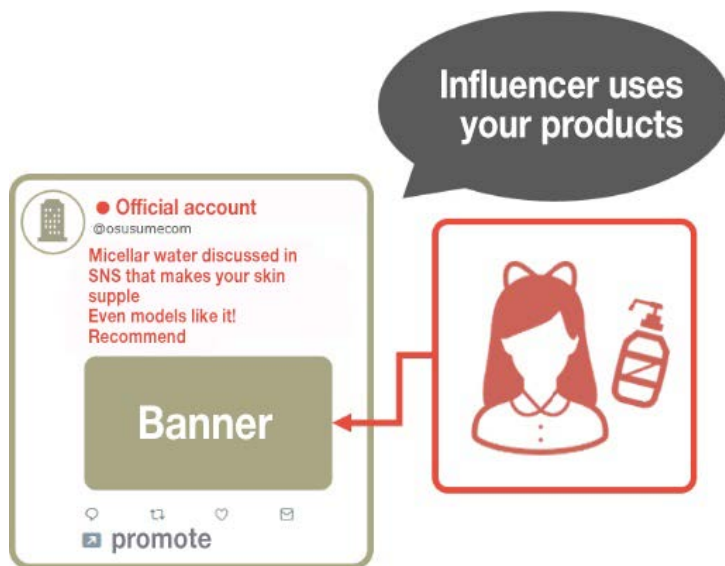 Influencer uses
your products
● Official account
@osusumecom
Micellar water discussed in
SNS that makes your skin
supple
Even models like it!
Recommend
Banner
promote